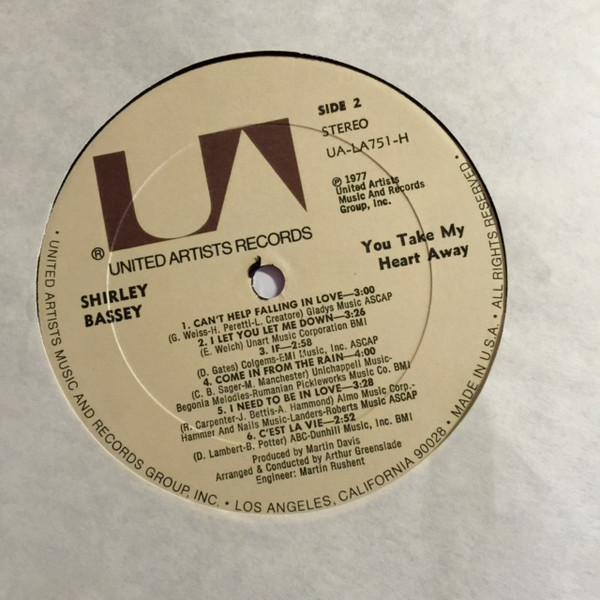 UA
SIDE 2
STEREO
UA-LA751-H
℗ 1977
United Artists
Music And Records
Group, Inc.
® UNITED ARTISTS RECORDS
You Take My
Heart Away
SHIRLEY
BASSEY
1. CAN'T HELP FALLING IN LOVE—3:00
(G. Weiss-H. Peretti-L. Creatore) Gladys Music ASCAP
2. I LET YOU LET ME DOWN—3:26
(E. Welch) Unart Music Corporation BMI
3. IF—2:58
(D. Gates) Colgems-EMI Music, Inc. ASCAP
4. COME IN FROM THE RAIN—4:00
(C. B. Sager-M. Manchester) Unichappell Music-
Begonia Melodies-Rumanian Pickleworks Music Co. BMI
5. I NEED TO BE IN LOVE—3:28
(R. Carpenter-J. Bettis-A. Hammond) Almo Music Corp.-
Hammer And Nails Music-Landers-Roberts Music ASCAP
6. C'EST LA VIE—2:52
(D. Lambert-B. Potter) ABC-Dunhill Music, Inc. BMI
Produced by Martin Davis
Arranged & Conducted by Arthur Greenslade
Engineer: Martin Rushent
• UNITED ARTISTS MUSIC AND RECORDS GROUP, INC. • LOS ANGELES, CALIFORNIA 90028 • MADE IN U.S.A. • ALL RIGHTS RESERVED •